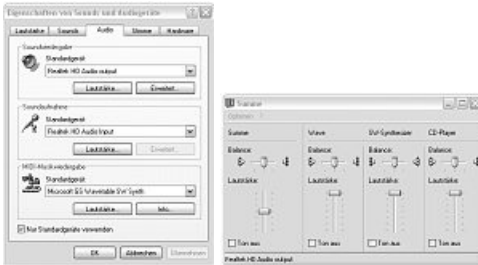 Eigenschaften von Sounds und Audiogeräte
Lautstärke Sounds Audio Stimme Hardware
Soundwiedergabe
Standardgerät:
Realtek HD Audio output
Lautstärke... Erweitert...
Soundaufnahme
Standardgerät:
Realtek HD Audio Input
Lautstärke... Erweitert...
MIDI-Musikwiedergabe
Standardgerät:
Microsoft GS Wavetable SW Synth
Lautstärke... Info...
Nur Standardgeräte verwenden
OK Abbrechen Übernehmen
Summe
Optionen ?
Summe Wave SW-Synthesizer CD-Player
Balance: Balance: Balance: Balance:
Lautstärke: Lautstärke: Lautstärke: Lautstärke:
Ton aus Ton aus Ton aus Ton aus
Realtek HD Audio output